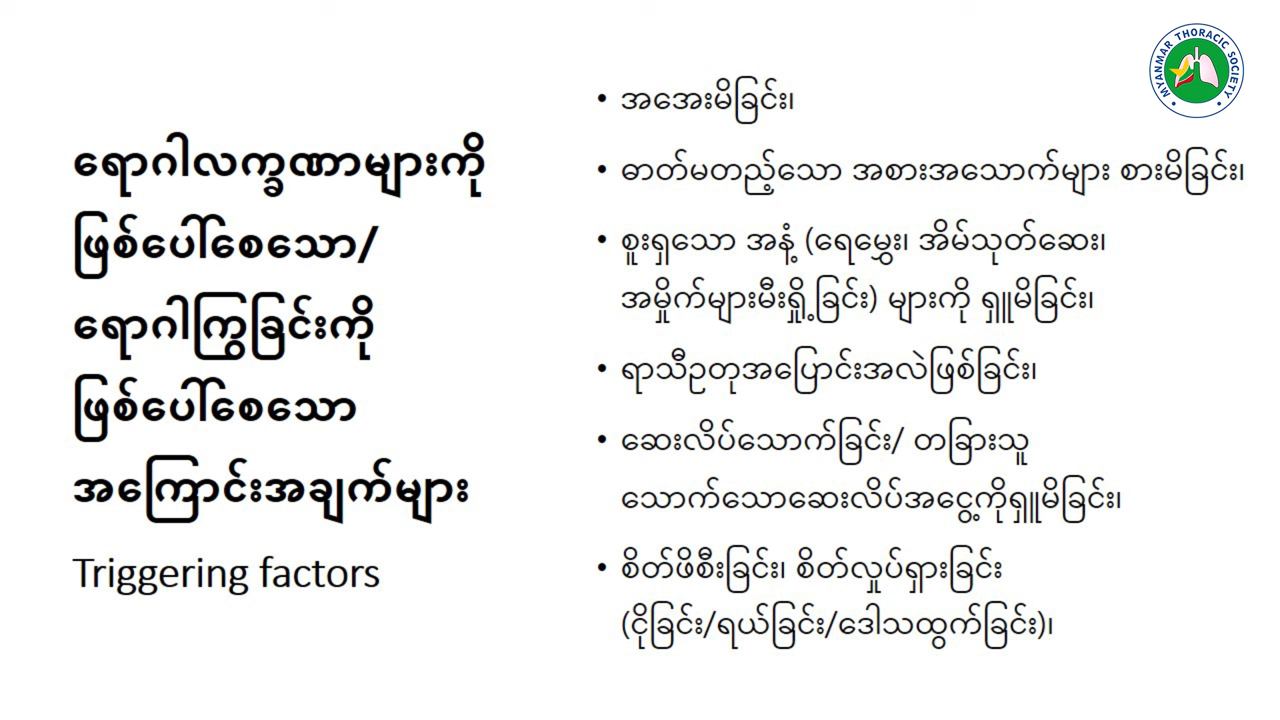 ရောဂါလက္ခဏာများကို
ဖြစ်ပေါ်စေသော/
ရောဂါကြွခြင်းကို
ဖြစ်ပေါ်စေသော
အကြောင်းအချက်များ
Triggering factors
• အအေးမိခြင်း၊
• ဓာတ်မတည့်သော အစားအသောက်များ စားမိခြင်း၊
• စူးရှသော အနံ့ (ရေမွှေး၊ အိမ်သုတ်ဆေး၊
အမှိုက်များမီးရှို့ခြင်း) များကို ရှူမိခြင်း၊
• ရာသီဥတုအပြောင်းအလဲဖြစ်ခြင်း၊
• ဆေးလိပ်သောက်ခြင်း/ တခြားသူ
သောက်သောဆေးလိပ်အငွေ့ကိုရှူမိခြင်း၊
• စိတ်ဖိစီးခြင်း၊ စိတ်လှုပ်ရှားခြင်း
(ငိုခြင်း/ရယ်ခြင်း/ဒေါသထွက်ခြင်း)၊
MYANMAR THORACIC SOCIETY